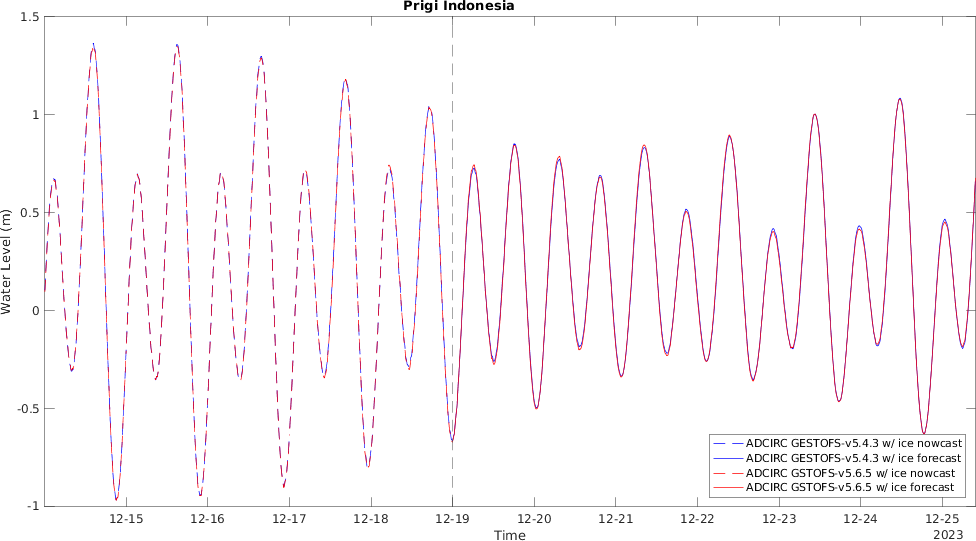 Prigi Indonesia
1.5
1
0.5
0
-0.5
-1
Water Level (m)
12-15 12-16 12-17 12-18 12-19 12-20 12-21 12-22 12-23 12-24 12-25
2023
Time
ADCIRC GESTOFS-v5.4.3 w/ ice nowcast
ADCIRC GESTOFS-v5.4.3 w/ ice forecast
ADCIRC GSTOFS-v5.6.5 w/ ice nowcast
ADCIRC GSTOFS-v5.6.5 w/ ice forecast